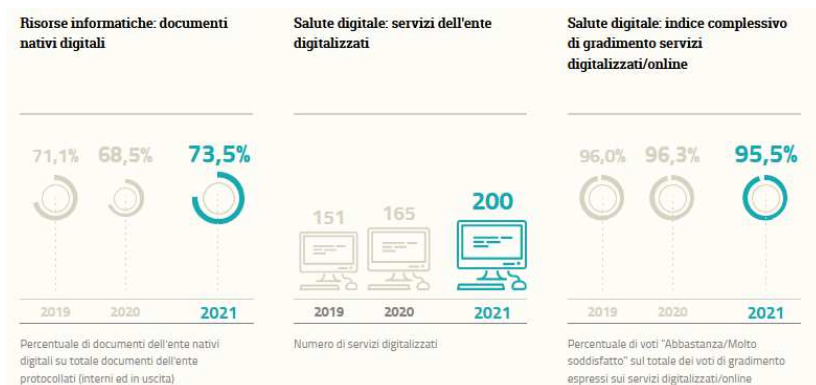 Risorse informatiche: documenti
nativi digitali
71,1%
68,5%
73,5%
2019
2020
2021
Percentuale di documenti dell'ente nativi
digitali su totale documenti dell'ente
protocollati (interni ed in uscita)
Salute digitale: servizi dell'ente
digitalizzati
151
165
200
2019
2020
2021
Numero di servizi digitalizzati
Salute digitale: indice complessivo
di gradimento servizi
digitalizzati/online
96,0%
96,3%
95,5%
2019
2020
2021
Percentuale di voti "Abbastanza/Molto
soddisfatto" sul totale dei voti di gradimento
espressi sui servizi digitalizzati/online